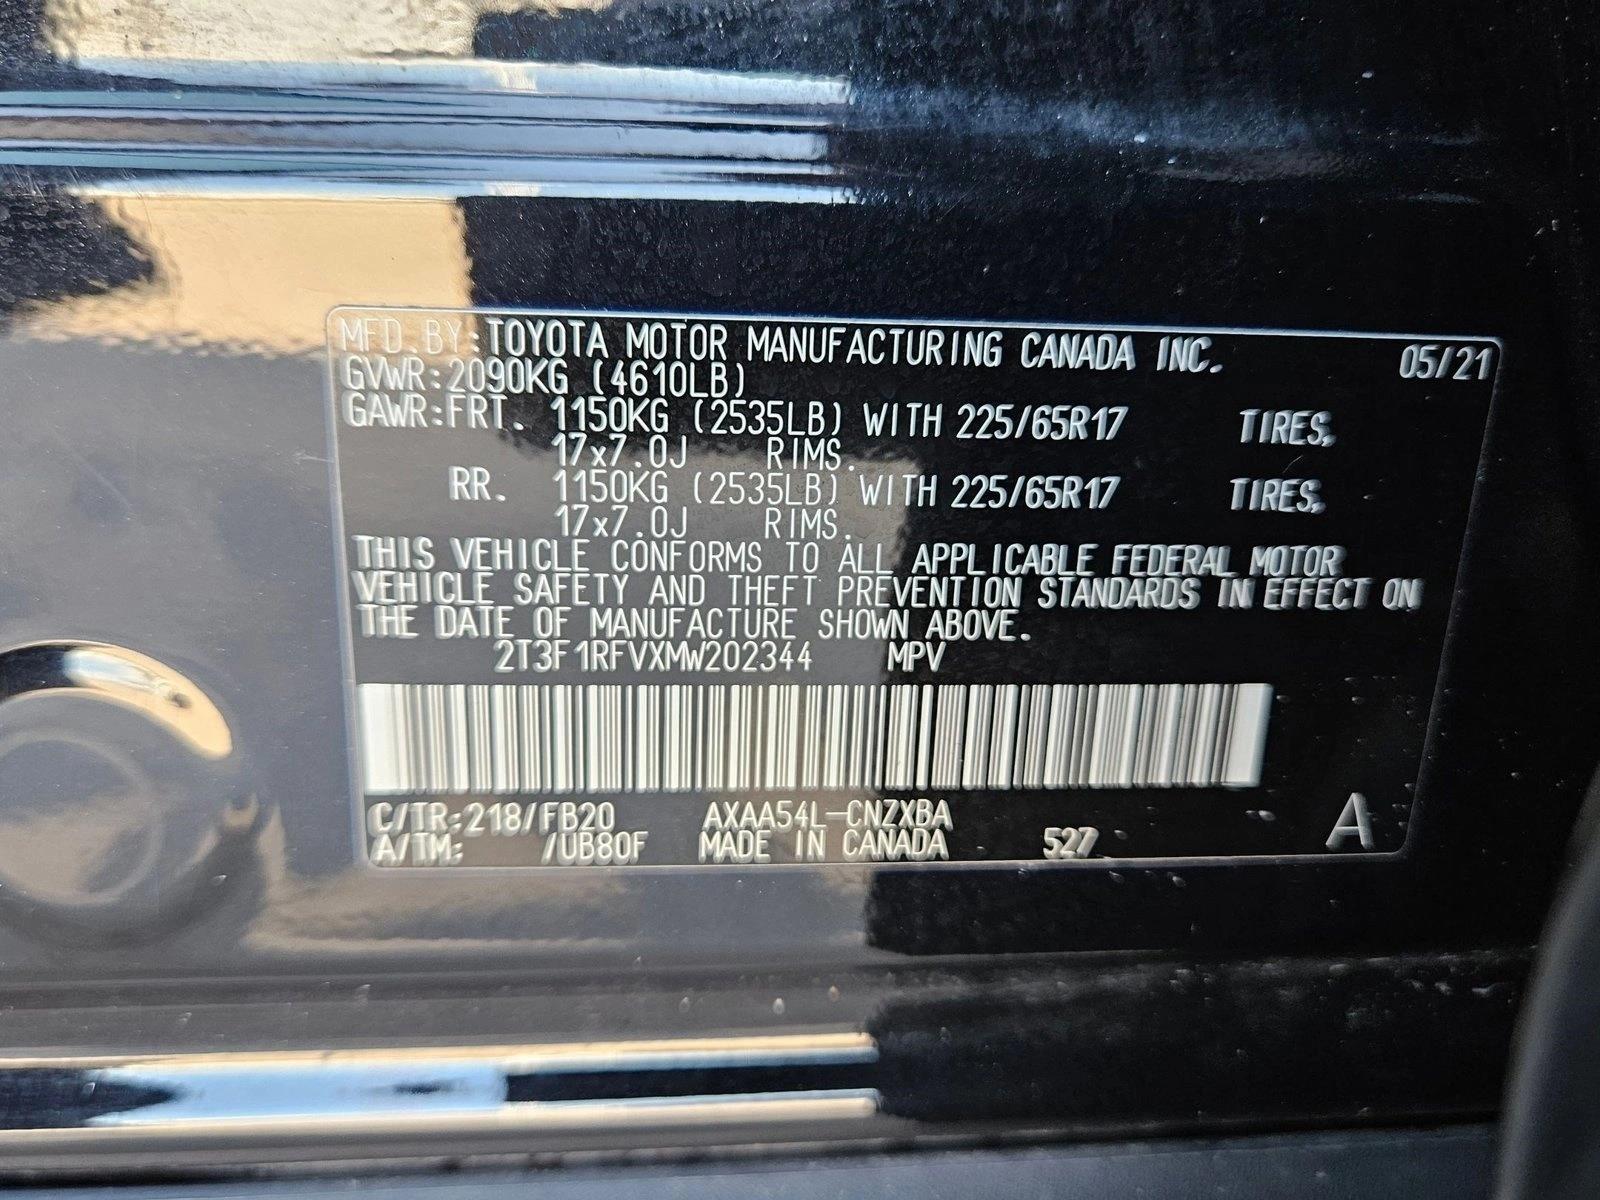 MFD. BY: TOYOTA MOTOR MANUFACTURING CANADA INC. 05/21
GVWR: 2090KG (4610LB)
GAWR: FRT. 1150KG (2535LB) WITH 225/65R17 TIRES,
17x7.0J RIMS.
RR. 1150KG (2535LB) WITH 225/65R17 TIRES,
17x7.0J RIMS.
THIS VEHICLE CONFORMS TO ALL APPLICABLE FEDERAL MOTOR
VEHICLE SAFETY AND THEFT PREVENTION STANDARDS IN EFFECT ON
THE DATE OF MANUFACTURE SHOWN ABOVE.
2T3F1RFVXMW202344 MPV
C/TR: 218/FB20 AXAA54L-CNZXBA A
A/TM: /UB80F MADE IN CANADA 527